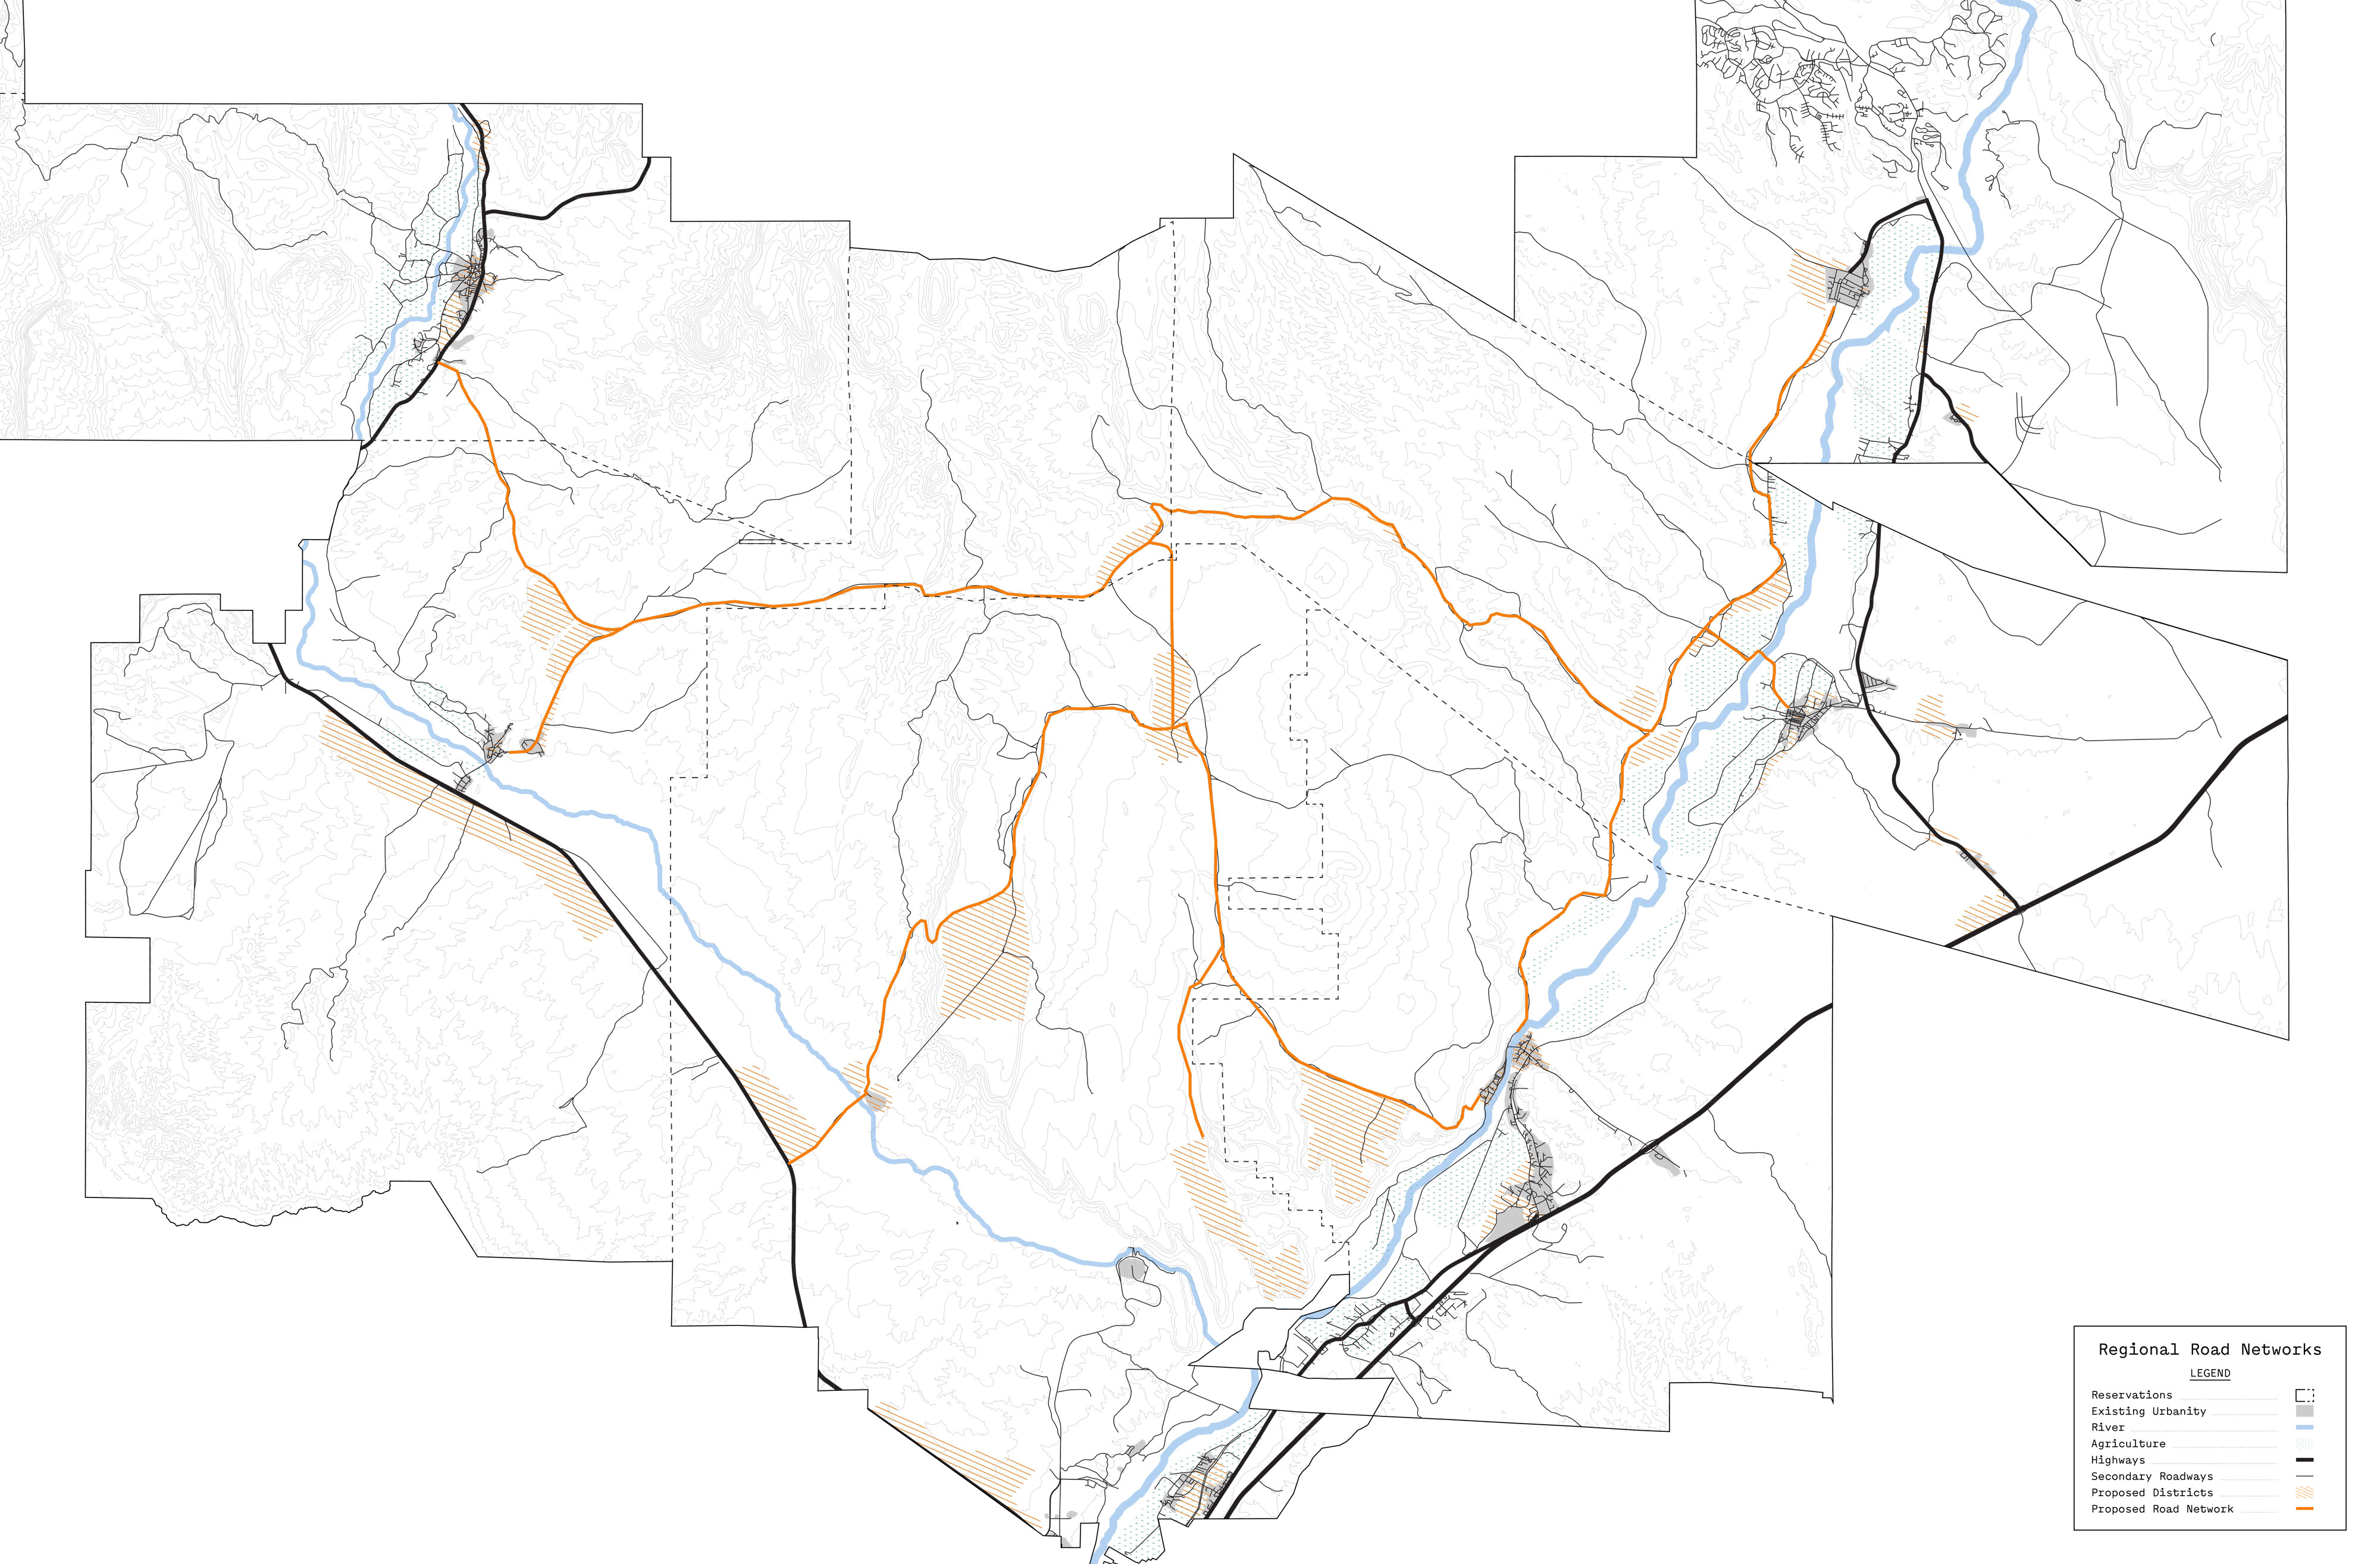 Regional Road Networks
LEGEND
Reservations
Existing Urbanity
River
Agriculture
Highways
Secondary Roadways
Proposed Districts
Proposed Road Network